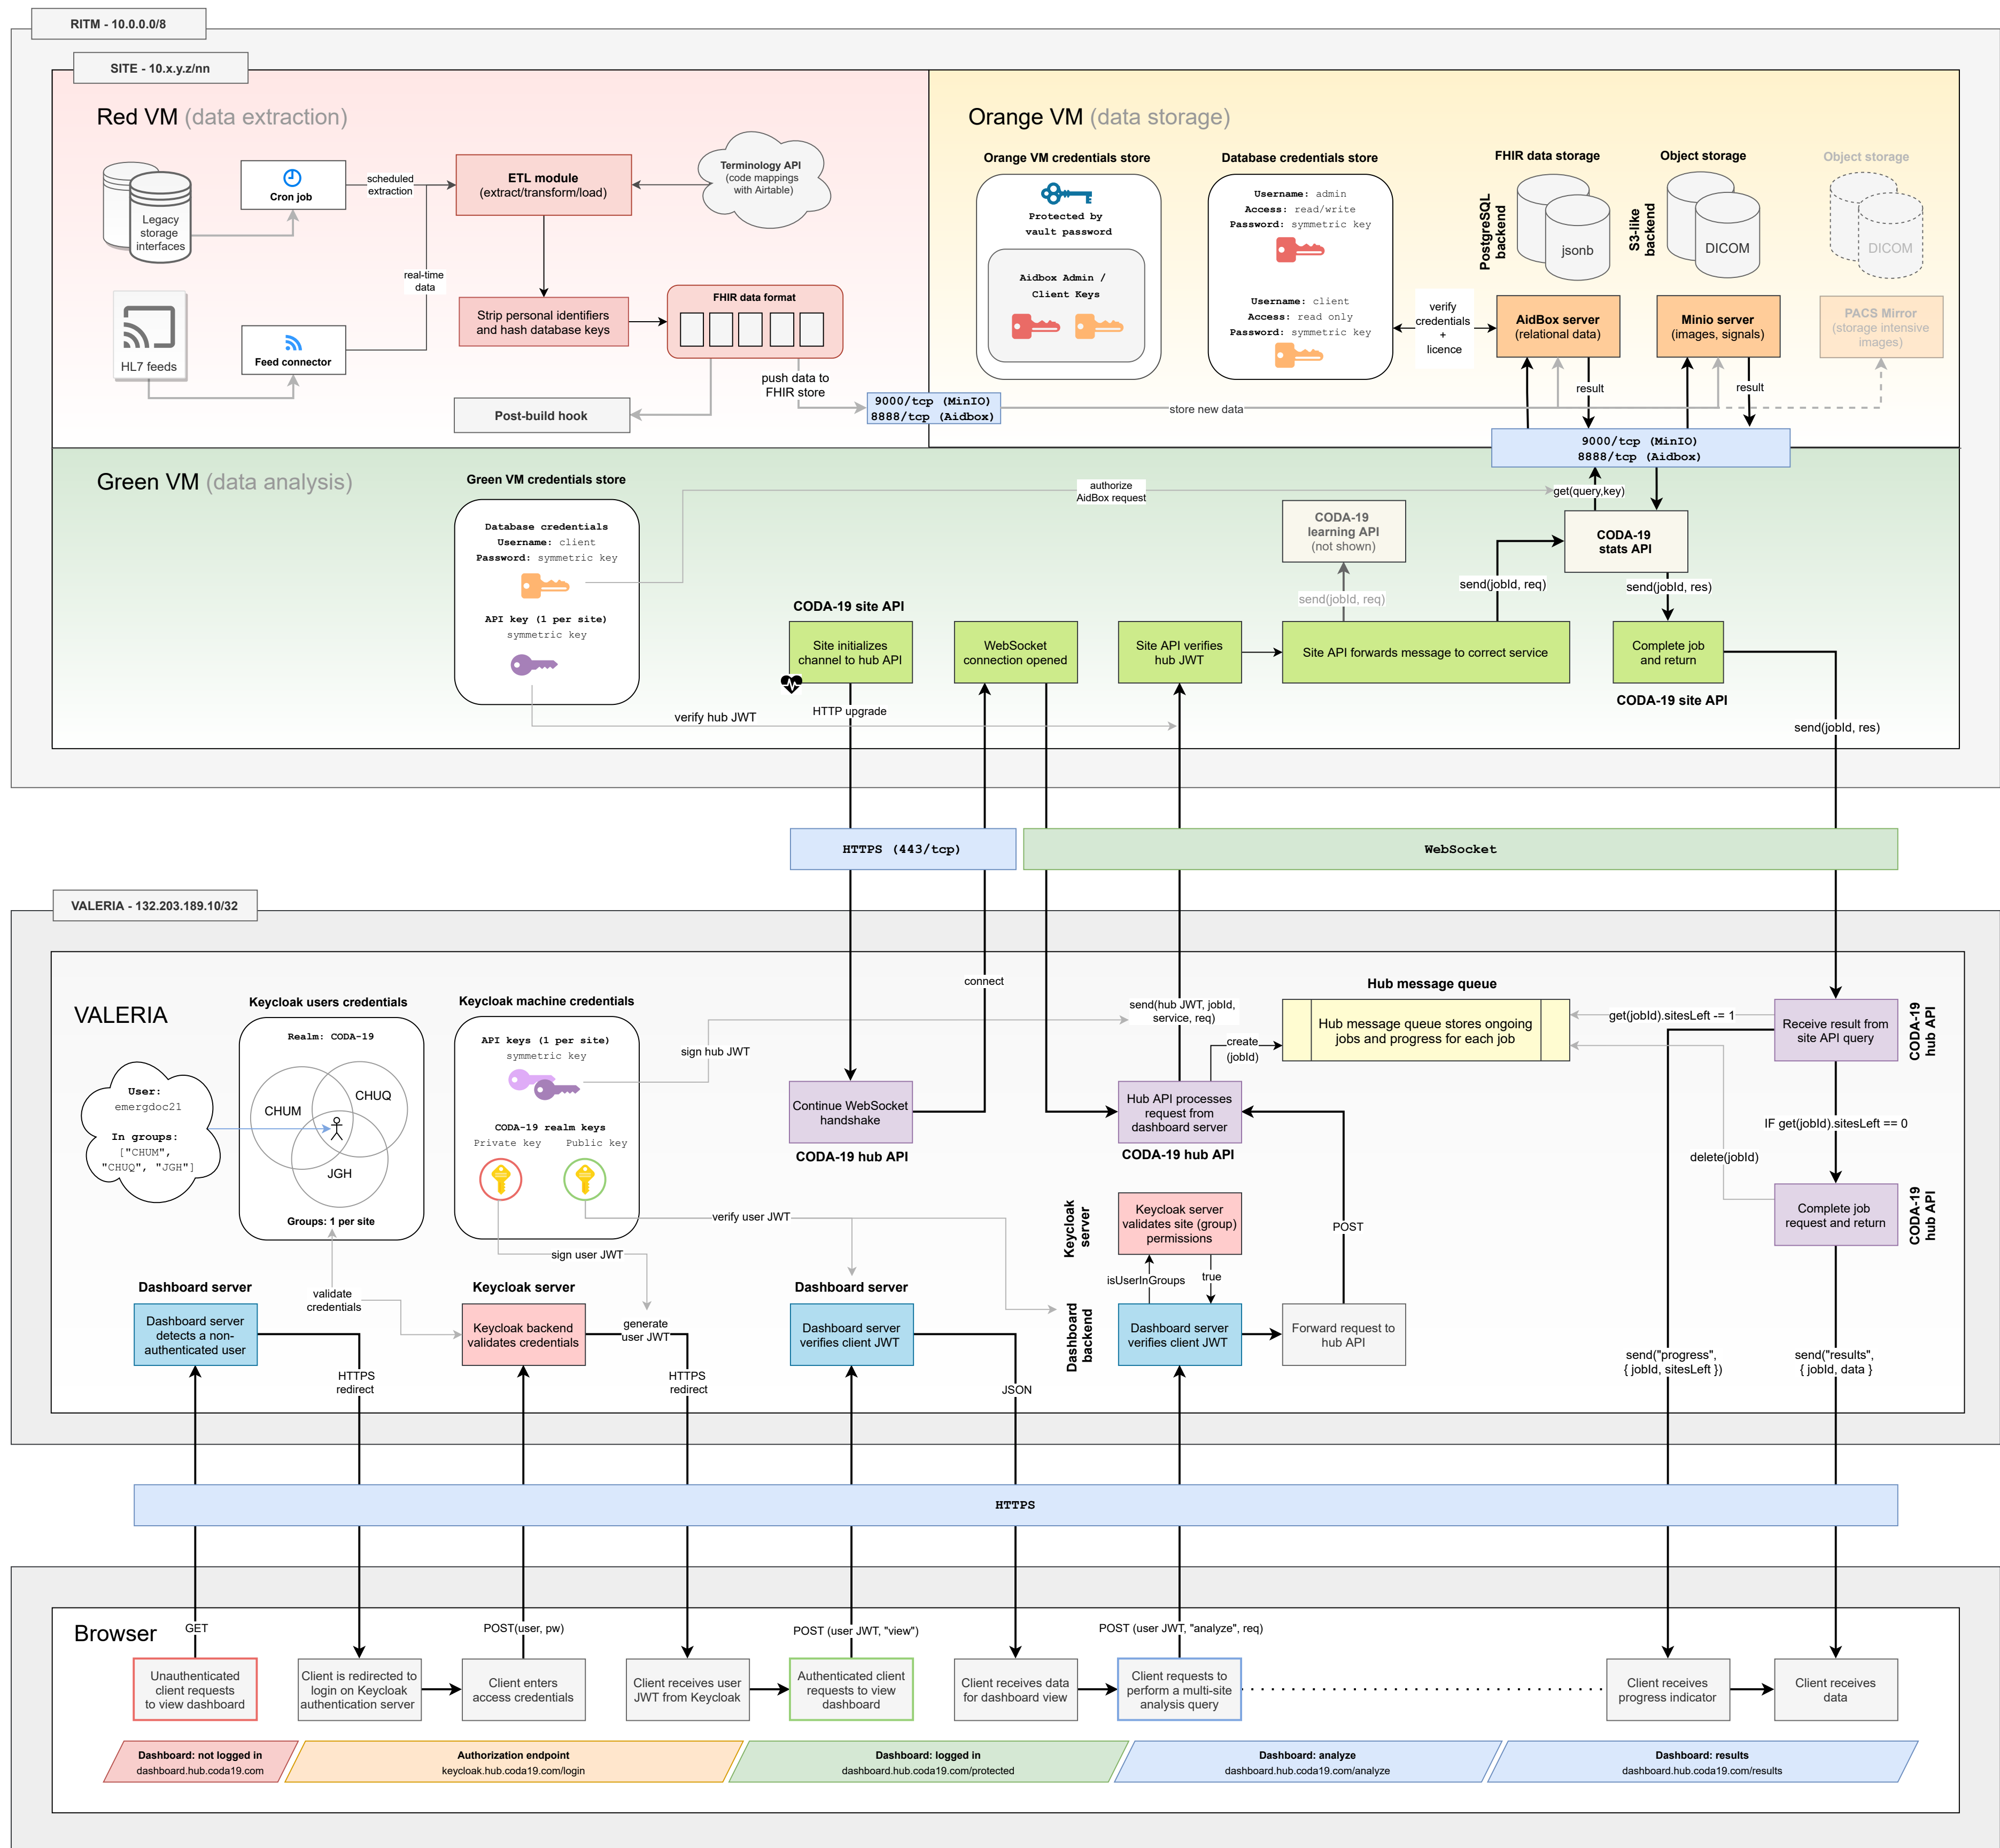 RITM - 10.0.0.0/8
SITE - 10.x.y.z/nn
Red VM (data extraction)
Legacy
storage
interfaces
Cron job
scheduled
extraction
ETL module
(extract/transform/load)
Terminology API
(code mappings
with Airtable)
real-time
data
HL7 feeds
Feed connector
Strip personal identifiers
and hash database keys
FHIR data format
Post-build hook
push data to
FHIR store
9000/tcp (MinIO)
8888/tcp (Aidbox)
Orange VM (data storage)
Orange VM credentials store
Protected by
vault password
Aidbox Admin /
Client Keys
Database credentials store
Username: admin
Access: read/write
Password: symmetric key
Username: client
Access: read only
Password: symmetric key
verify
credentials
+
licence
FHIR data storage
PostgreSQL
backend
jsonb
AidBox server
(relational data)
Object storage
S3-like
backend
DICOM
Minio server
(images, signals)
Object storage
DICOM
PACS Mirror
(storage intensive
images)
result
result
store new data
9000/tcp (MinIO)
8888/tcp (Aidbox)
Green VM (data analysis)
Green VM credentials store
Database credentials
Username: client
Password: symmetric key
API key (1 per site)
symmetric key
authorize
AidBox request
get(query,key)
CODA-19
learning API
(not shown)
CODA-19
stats API
send(jobId, req)
send(jobId, req)
send(jobId, res)
CODA-19 site API
Site initializes
channel to hub API
WebSocket
connection opened
Site API verifies
hub JWT
Site API forwards message to correct service
Complete job
and return
CODA-19 site API
HTTP upgrade
verify hub JWT
send(jobId, res)
HTTPS (443/tcp)
WebSocket
VALERIA - 132.203.189.10/32
VALERIA
User:
emergdoc21
In groups:
["CHUM",
"CHUQ", "JGH"]
Keycloak users credentials
Realm: CODA-19
CHUM
CHUQ
JGH
Groups: 1 per site
Keycloak machine credentials
API keys (1 per site)
symmetric key
CODA-19 realm keys
Private key
Public key
sign hub JWT
connect
send(hub JWT, jobId,
service, req)
create
(jobId)
Hub message queue
Hub message queue stores ongoing
jobs and progress for each job
get(jobId).sitesLeft -= 1
Receive result from
site API query
CODA-19
hub API
Continue WebSocket
handshake
CODA-19 hub API
Hub API processes
request from
dashboard server
CODA-19 hub API
IF get(jobId).sitesLeft == 0
delete(jobId)
Complete job
request and return
CODA-19
hub API
verify user JWT
sign user JWT
Keycloak
server
Keycloak server
validates site (group)
permissions
POST
isUserInGroups
true
validate
credentials
Dashboard server
Dashboard server
detects a non-
authenticated user
Keycloak server
Keycloak backend
validates credentials
generate
user JWT
Dashboard server
Dashboard server
verifies client JWT
Dashboard
backend
Dashboard server
verifies client JWT
Forward request to
hub API
HTTPS
redirect
HTTPS
redirect
JSON
send("progress",
{ jobId, sitesLeft })
send("results",
{ jobId, data }
HTTPS
Browser
GET
POST(user, pw)
POST (user JWT, "view")
POST (user JWT, "analyze", req)
Unauthenticated
client requests
to view dashboard
Client is redirected to
login on Keycloak
authentication server
Client enters
access credentials
Client receives user
JWT from Keycloak
Authenticated client
requests to view
dashboard
Client receives data
for dashboard view
Client requests to
perform a multi-site
analysis query
Client receives
progress indicator
Client receives
data
Dashboard: not logged in
dashboard.hub.coda19.com
Authorization endpoint
keycloak.hub.coda19.com/login
Dashboard: logged in
dashboard.hub.coda19.com/protected
Dashboard: analyze
dashboard.hub.coda19.com/analyze
Dashboard: results
dashboard.hub.coda19.com/results